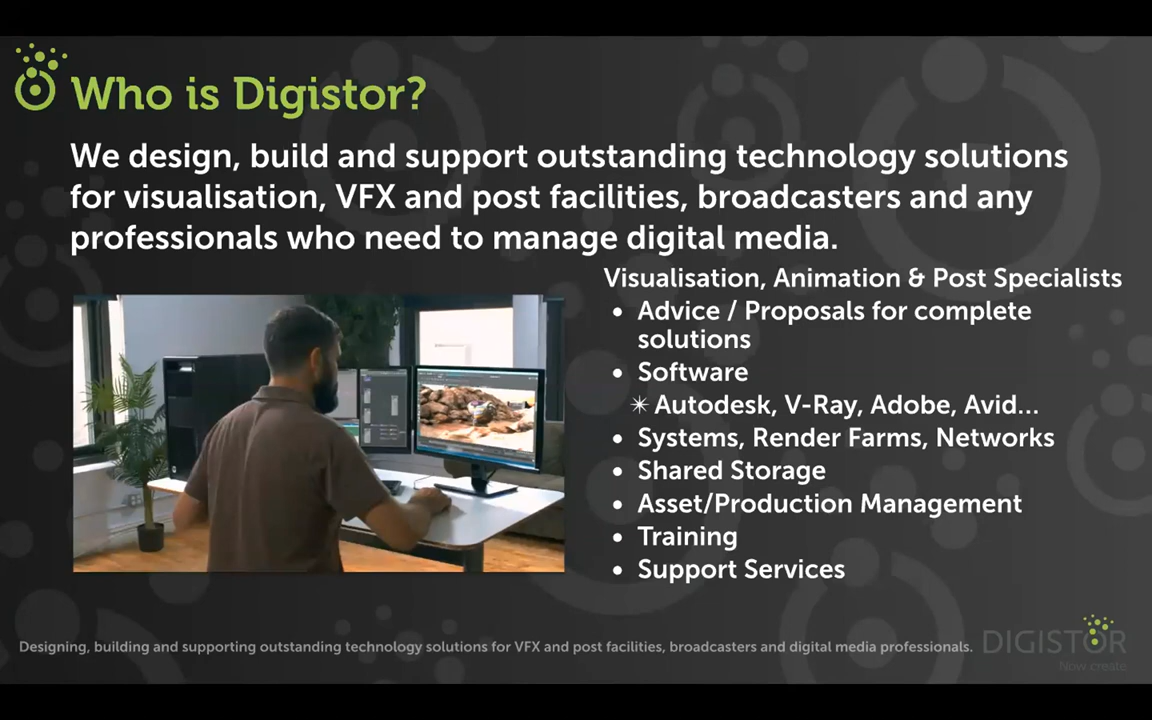 Who is Digistor?
We design, build and support outstanding technology solutions
for visualisation, VFX and post facilities, broadcasters and any
professionals who need to manage digital media.
Visualisation, Animation & Post Specialists
• Advice / Proposals for complete
solutions
• Software
✳ Autodesk, V-Ray, Adobe, Avid...
• Systems, Render Farms, Networks
• Shared Storage
• Asset/Production Management
• Training
• Support Services
Designing, building and supporting outstanding technology solutions for VFX and post facilities, broadcasters and digital media professionals.
DIGISTOR
Now create